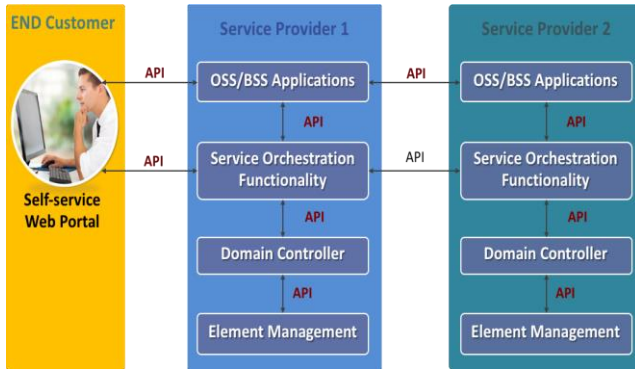 END Customer
Service Provider 1
Service Provider 2
API
API
OSS/BSS Applications
OSS/BSS Applications
API
API
API
API
Service Orchestration
Functionality
Service Orchestration
Functionality
Self-service
Web Portal
API
API
Domain Controller
Domain Controller
API
API
Element Management
Element Management